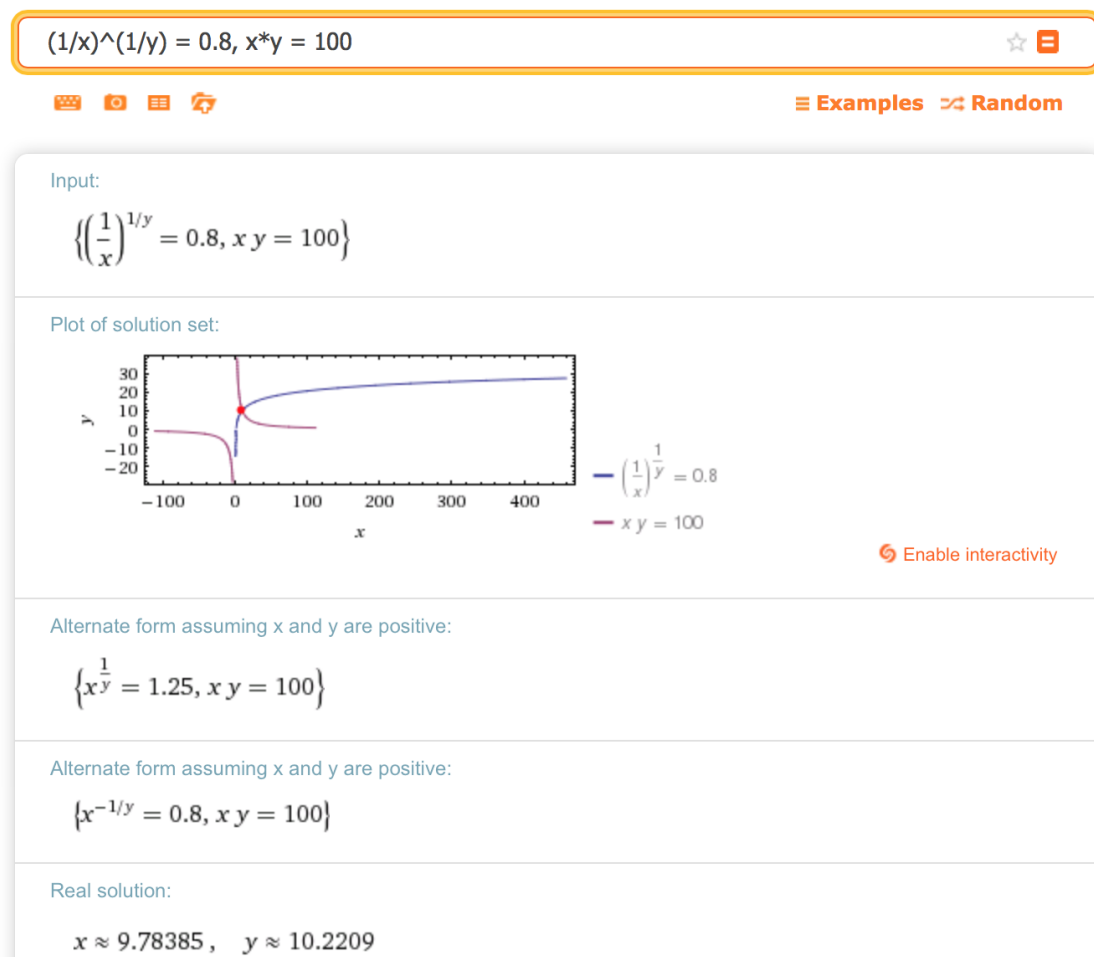 (1/x)^(1/y) = 0.8, x*y = 100
Examples Random
Input:
{(1/x)^1/y = 0.8, x y = 100}
Plot of solution set:
30
20
10
0
−10
−20
y
−100 0 100 200 300 400
x
(1/x)^1/y = 0.8
x y = 100
Enable interactivity
Alternate form assuming x and y are positive:
{x^1/y = 1.25, x y = 100}
Alternate form assuming x and y are positive:
{x^−1/y = 0.8, x y = 100}
Real solution:
x ≈ 9.78385, y ≈ 10.2209